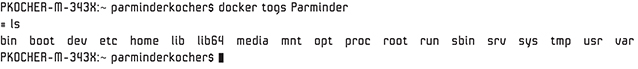 PKOCHER-M-343X:~ parminderkocher$ docker togs Parminder
# ls
bin boot dev etc home lib lib64 media mnt opt proc root run sbin srv sys tmp usr var
PKOCHER-M-343X:~ parminderkocher$